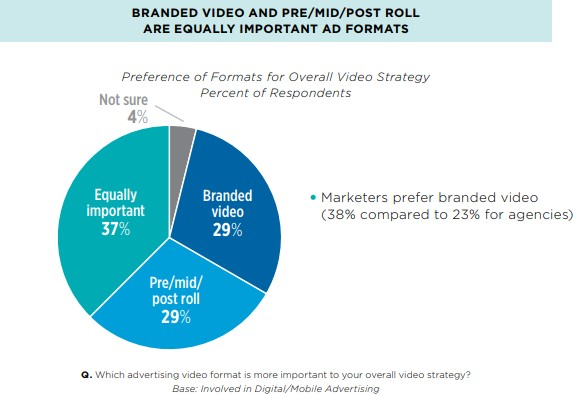 BRANDED VIDEO AND PRE/MID/POST ROLL
ARE EQUALLY IMPORTANT AD FORMATS
Preference of Formats for Overall Video Strategy
Percent of Respondents
Not sure
4%
Equally
important
37%
Branded
video
29%
Pre/mid/
post roll
29%
• Marketers prefer branded video
(38% compared to 23% for agencies)
Q. Which advertising video format is more important to your overall video strategy?
Base: Involved in Digital/Mobile Advertising